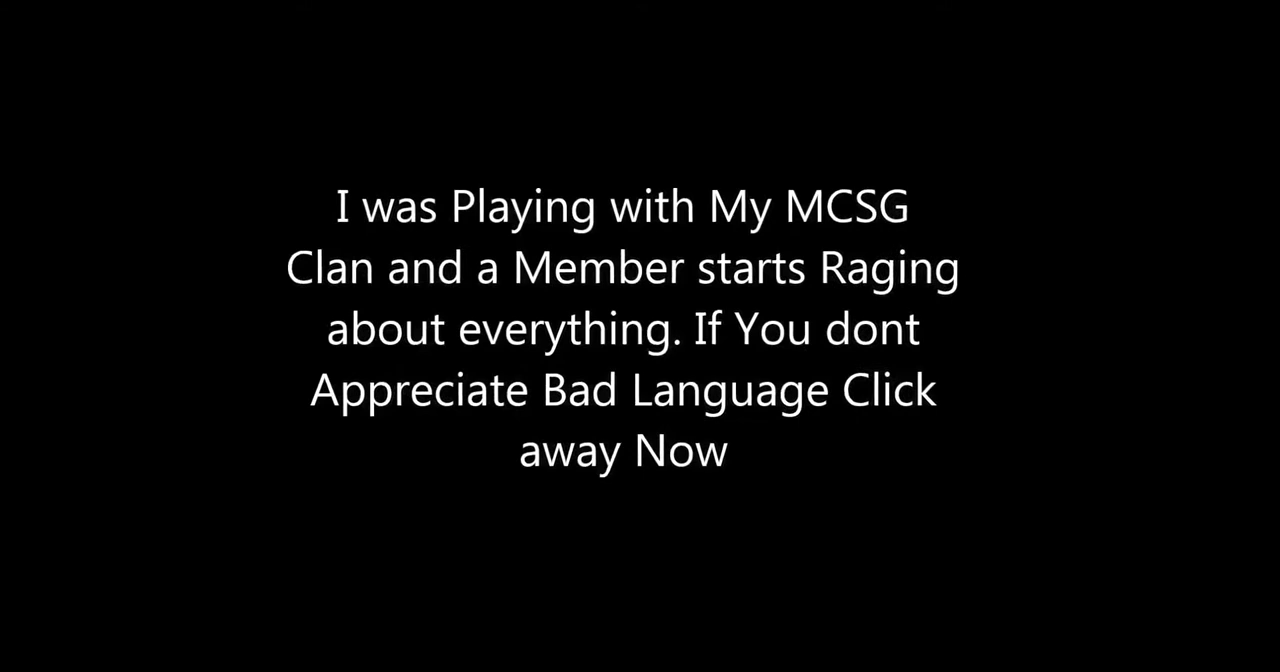 I was Playing with My MCSG
Clan and a Member starts Raging
about everything. If You dont
Appreciate Bad Language Click
away Now